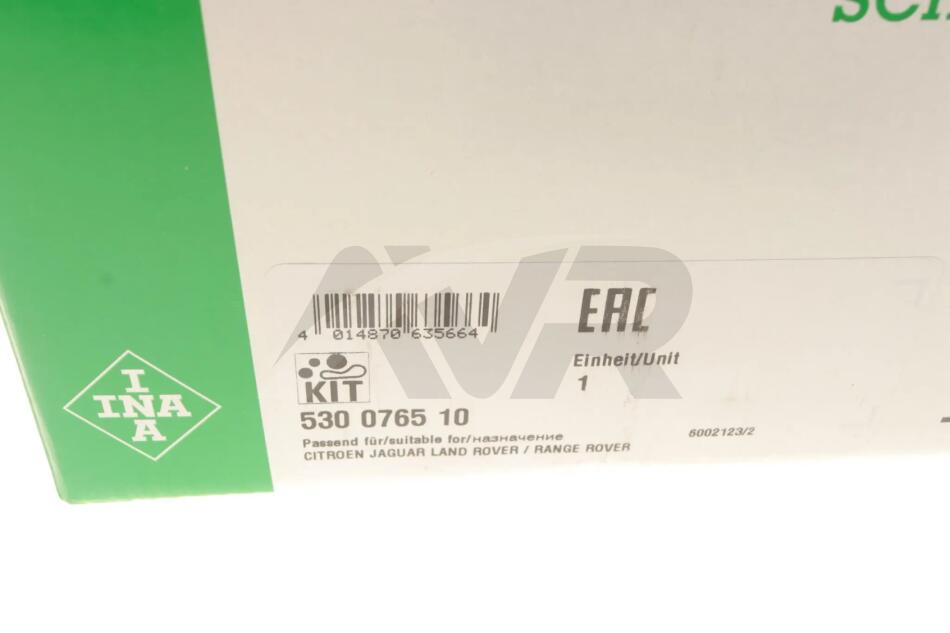 AVR
4 014870 635664
EAC
KIT
Einheit/Unit
1
530 0765 10
Passend für/suitable for/назначение
CITROEN JAGUAR LAND ROVER / RANGE ROVER
6002123/2
I
INA
A